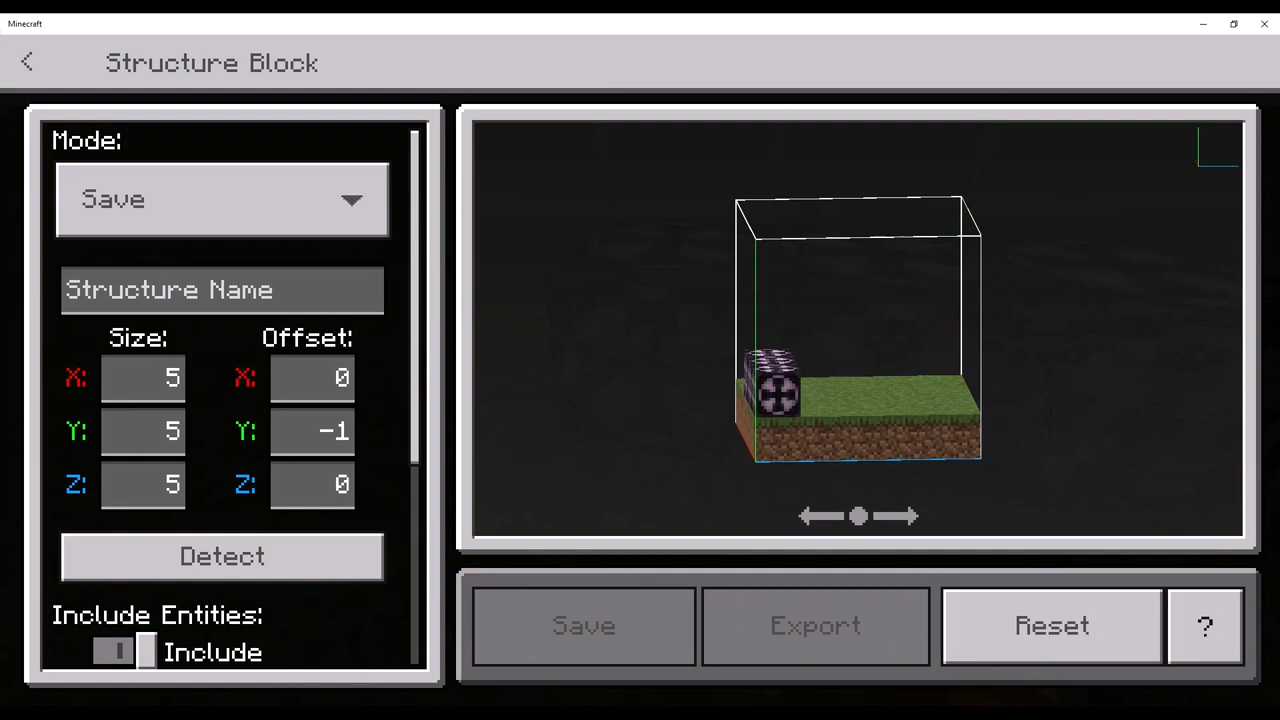 Minecraft
Structure Block
Mode:
Save
Structure Name
Size: Offset:
X: 5 X: 0
Y: 5 Y: -1
Z: 5 Z: 0
Detect
Include Entities:
Include
Save Export Reset ?